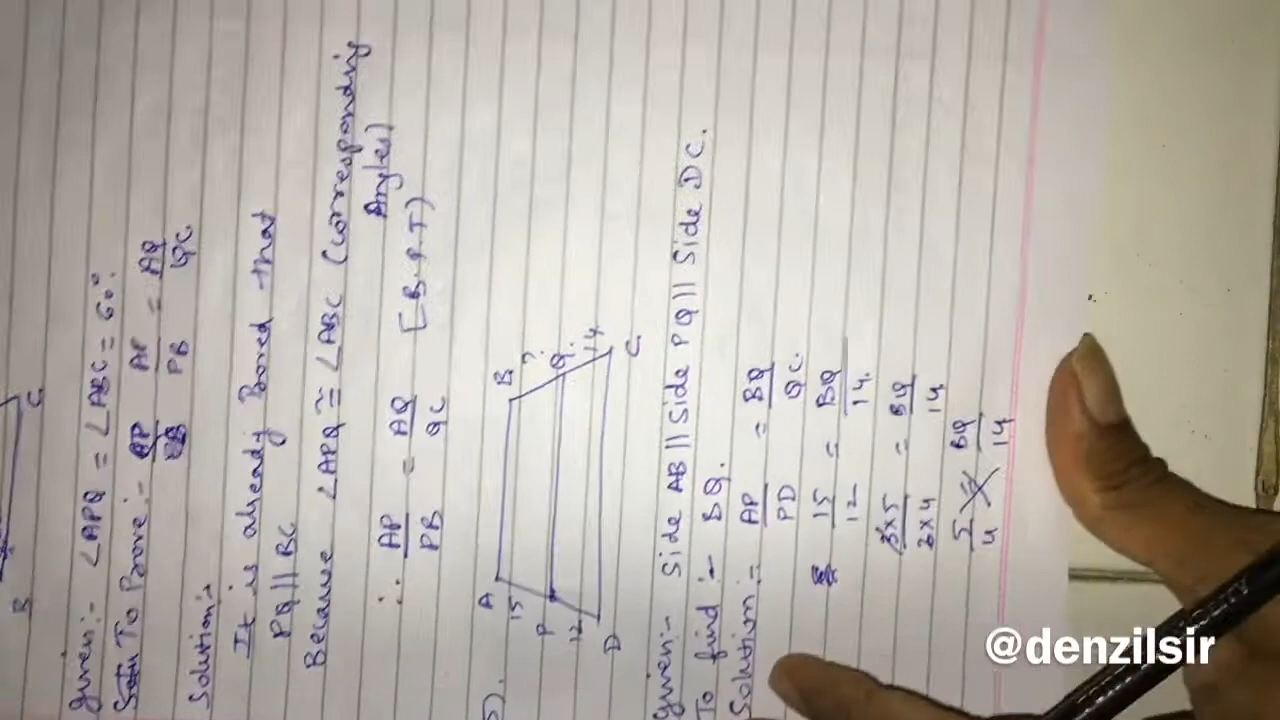 B C
Given:- ∠APQ = ∠ABC = 60°.
To Prove:- AP/PB = AQ/QC
Solution:-
It is already Proved that
PQ || BC
Because ∠APQ ≅ ∠ABC (corresponding
Angles)
∴ AP/PB = AQ/QC [B.P.T]
5).
A B
15 ?
P Q
12 14
D C
Given:- Side AB || Side PQ || Side DC.
To find:- BQ.
Solution:- AP/PD = BQ/QC.
15/12 = BQ/14.
3x5/3x4 = BQ/14
5/4 = BQ/14
@denzilsir